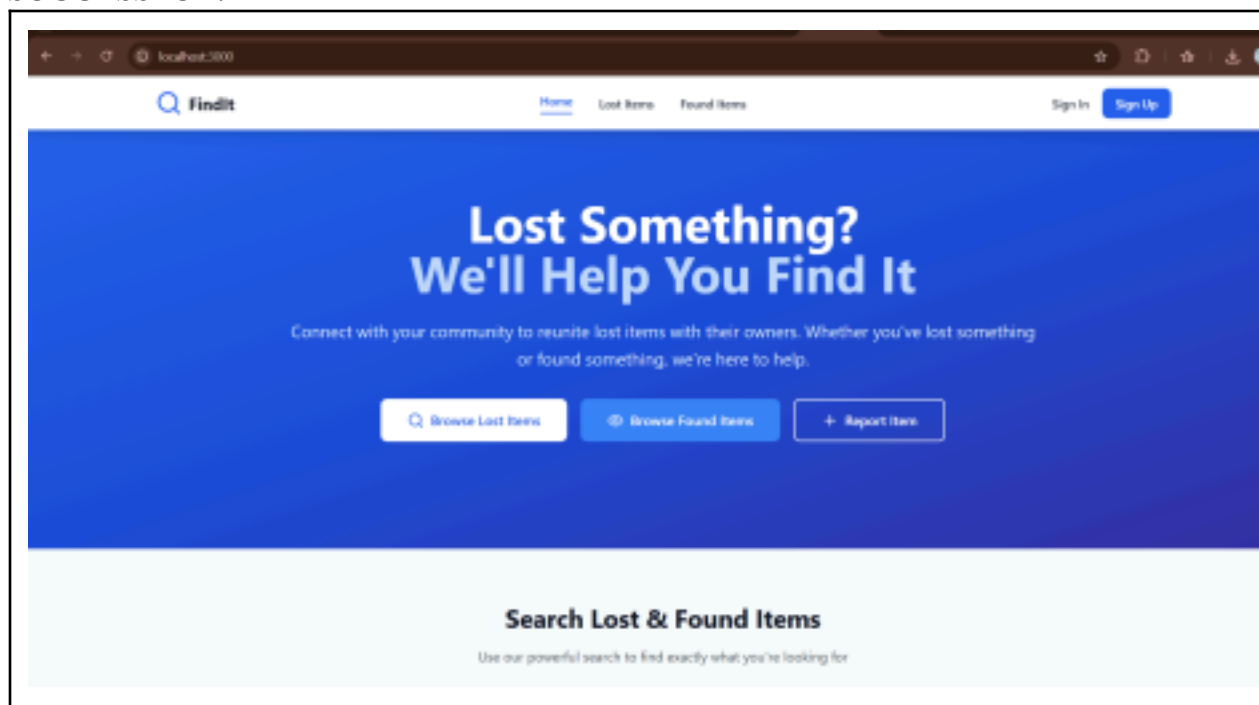 localhost:3000
FindIt
Home
Lost Items
Found Items
Sign In
Sign Up
Lost Something?
We'll Help You Find It
Connect with your community to reunite lost items with their owners. Whether you've lost something
or found something, we're here to help.
Browse Lost Items
Browse Found Items
Report Item
Search Lost & Found Items
Use our powerful search to find exactly what you're looking for